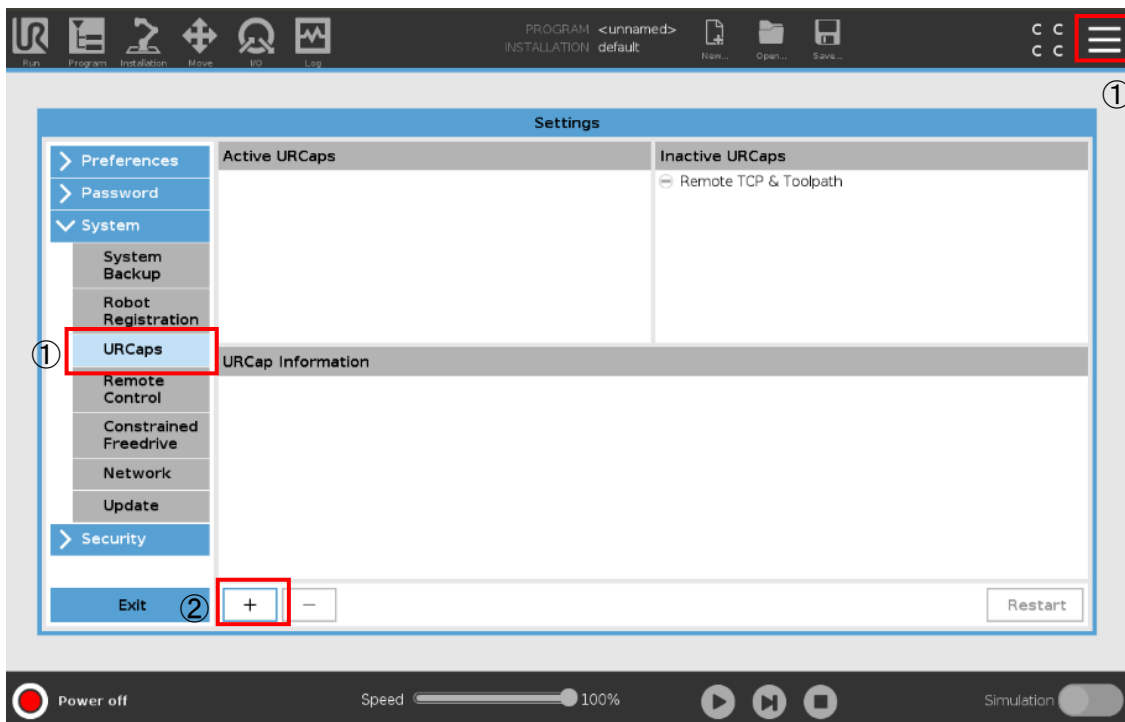 PROGRAM <unnamed>
INSTALLATION default
C C
C C
Run
Program
Installation
Move
I/O
Log
New...
Open...
Save...
①
Settings
Preferences
Password
System
System
Backup
Robot
Registration
①
URCaps
Remote
Control
Constrained
Freedrive
Network
Update
Security
Exit
Active URCaps
Inactive URCaps
Remote TCP & Toolpath
URCap Information
②
+
−
Restart
Power off
Speed
100%
Simulation